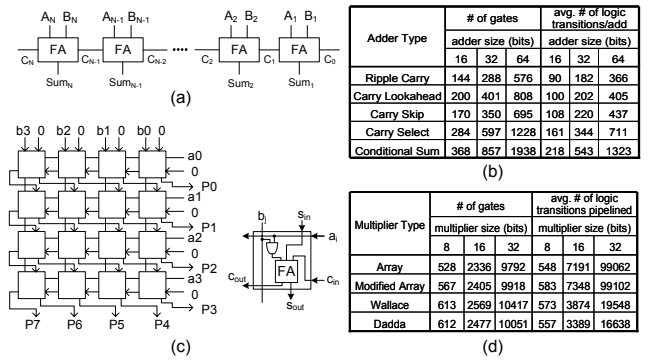 A_N B_N A_N-1 B_N-1 A_2 B_2 A_1 B_1
FA FA •••• FA FA
C_N C_N-1 C_N-2 C_2 C_1 C_0
Sum_N Sum_N-1 Sum_2 Sum_1
(a)
Adder Type # of gates avg. # of logic transitions/add
adder size (bits) adder size (bits)
16 32 64 16 32 64
Ripple Carry 144 288 576 90 182 366
Carry Lookahead 200 401 808 100 202 405
Carry Skip 170 350 695 108 220 437
Carry Select 284 597 1228 161 344 711
Conditional Sum 368 857 1938 218 543 1323
(b)
b3 0 b2 0 b1 0 b0 0
a0
0
P0
a1
0
P1
a2
0
P2
a3
0
P3
P7 P6 P5 P4
b_j s_in
a_i
FA
c_out c_in
s_out
(c)
Multiplier Type # of gates avg. # of logic transitions pipelined
multiplier size (bits) multiplier size (bits)
8 16 32 8 16 32
Array 528 2336 9792 548 7191 99062
Modified Array 567 2405 9918 583 7348 99102
Wallace 613 2569 10417 573 3874 19548
Dadda 612 2477 10051 557 3389 16638
(d)